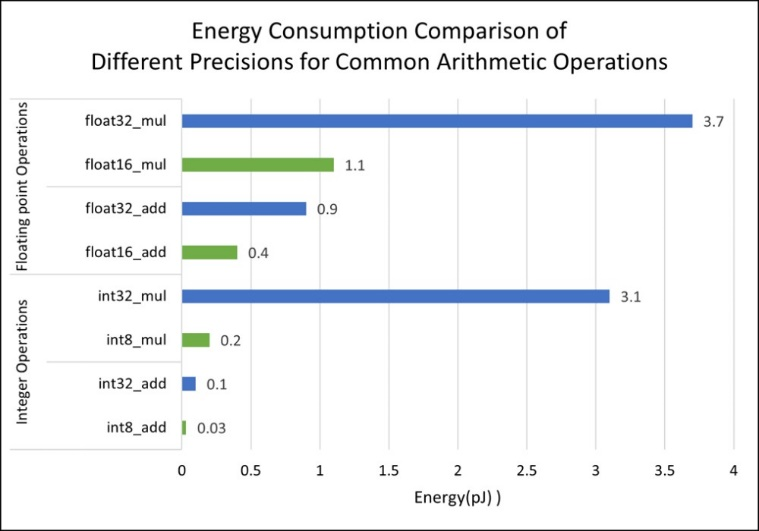 Energy Consumption Comparison of
Different Precisions for Common Arithmetic Operations
Floating point Operations
float32_mul 3.7
float16_mul 1.1
float32_add 0.9
float16_add 0.4
Integer Operations
int32_mul 3.1
int8_mul 0.2
int32_add 0.1
int8_add 0.03
0 0.5 1 1.5 2 2.5 3 3.5 4
Energy(pJ) )